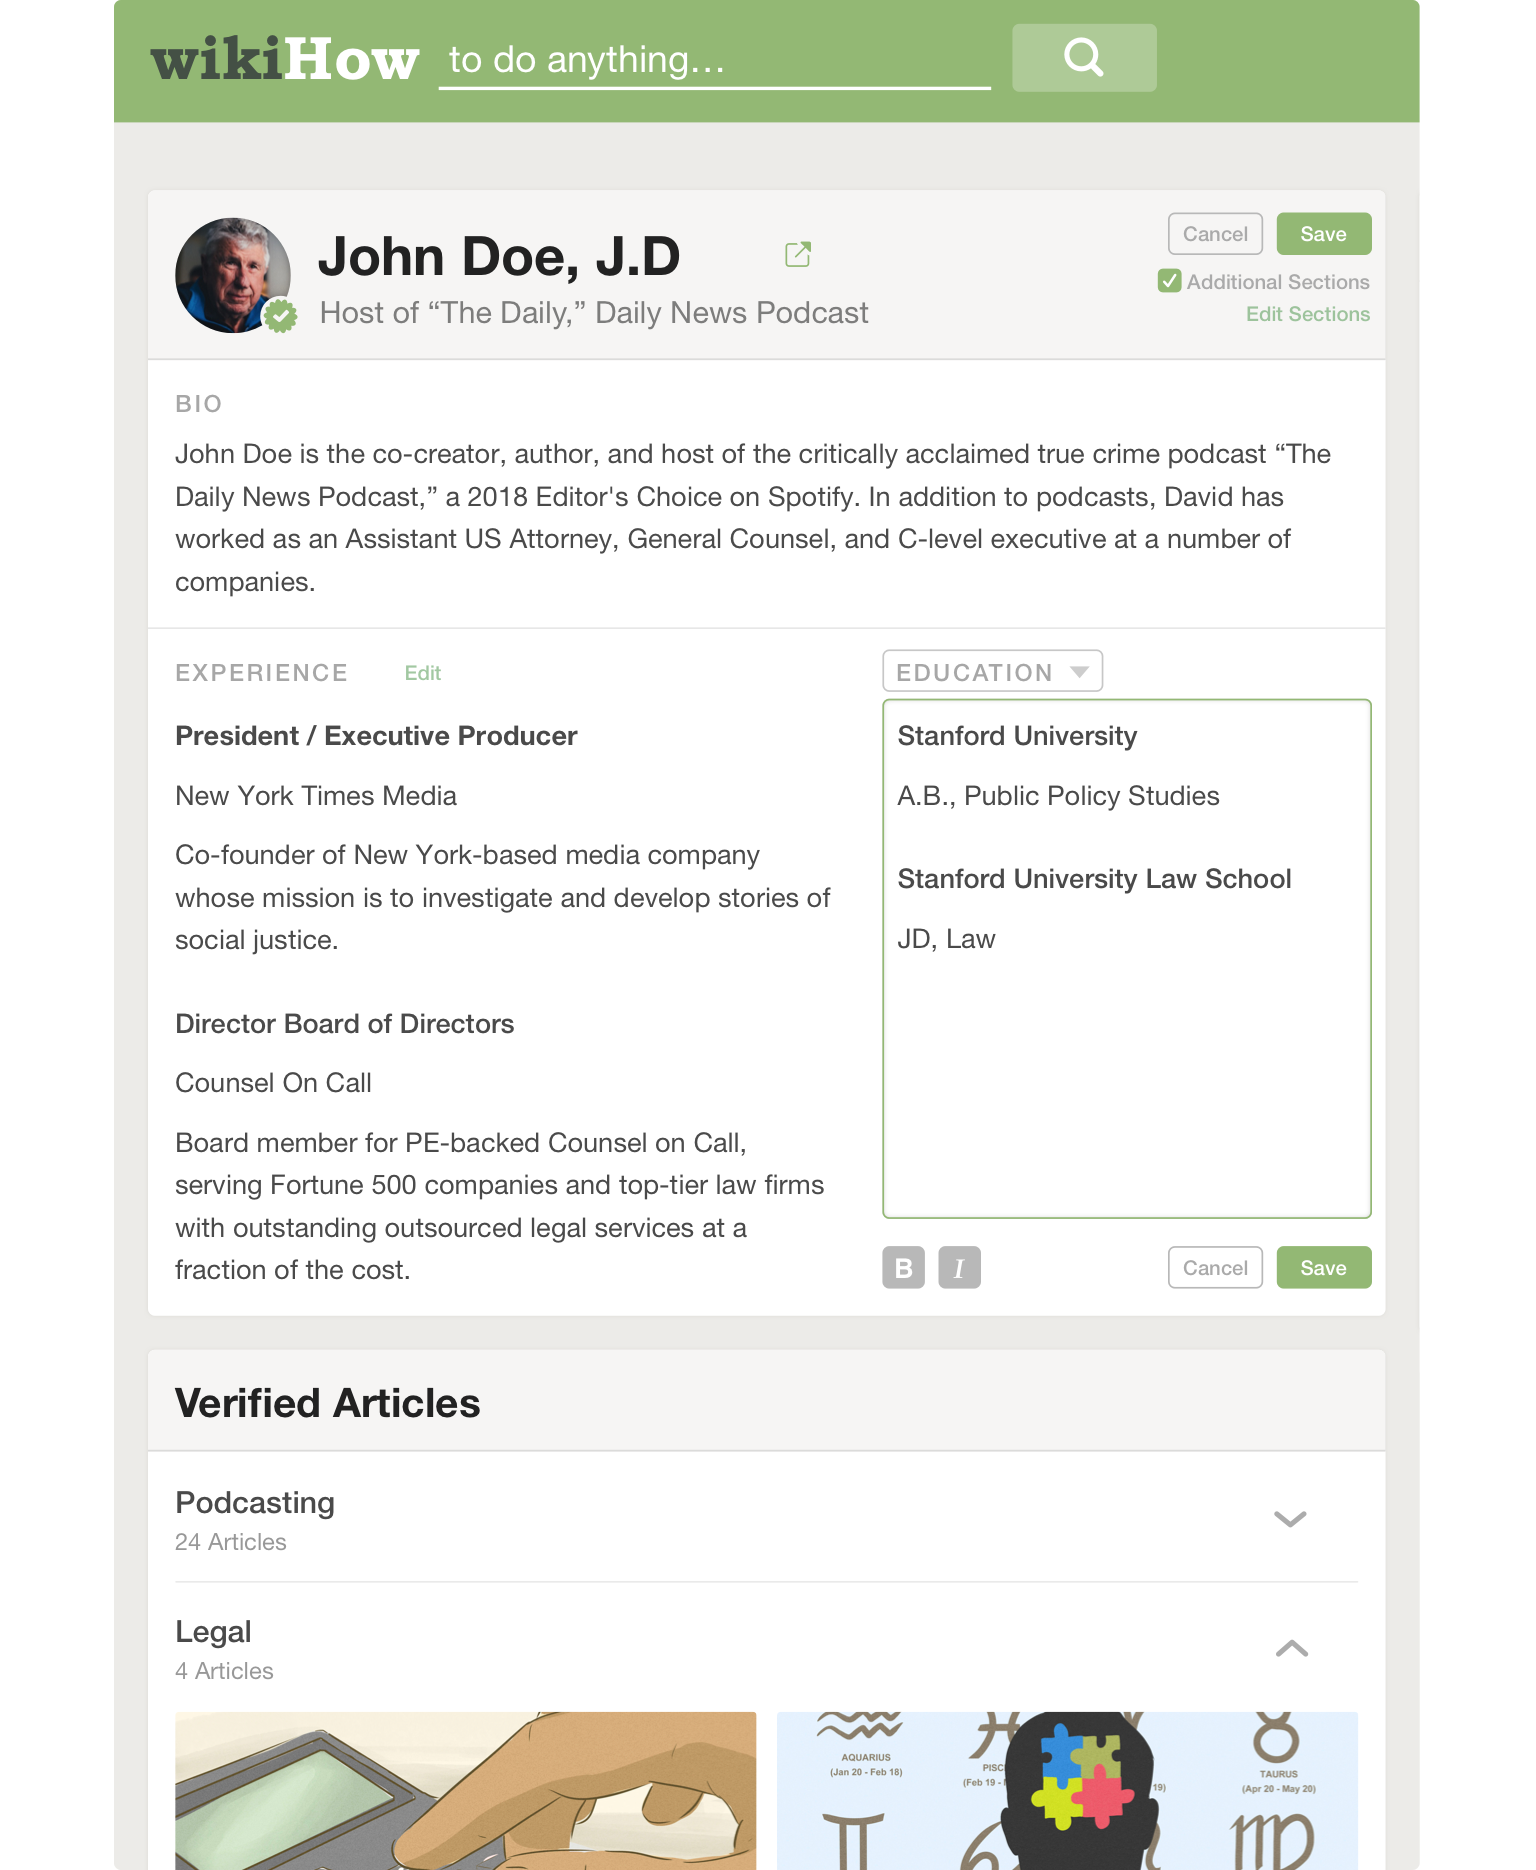 wikiHow to do anything...
John Doe, J.D
Host of “The Daily,” Daily News Podcast
Cancel Save
Additional Sections
Edit Sections
BIO
John Doe is the co-creator, author, and host of the critically acclaimed true crime podcast “The
Daily News Podcast,” a 2018 Editor's Choice on Spotify. In addition to podcasts, David has
worked as an Assistant US Attorney, General Counsel, and C-level executive at a number of
companies.
EXPERIENCE Edit
President / Executive Producer
New York Times Media
Co-founder of New York-based media company
whose mission is to investigate and develop stories of
social justice.
Director Board of Directors
Counsel On Call
Board member for PE-backed Counsel on Call,
serving Fortune 500 companies and top-tier law firms
with outstanding outsourced legal services at a
fraction of the cost.
EDUCATION
Stanford University
A.B., Public Policy Studies
Stanford University Law School
JD, Law
B I Cancel Save
Verified Articles
Podcasting
24 Articles
Legal
4 Articles
AQUARIUS
(Jan 20 - Feb 18)
PISC
(Feb 19 -
19)
TAURUS
(Apr 20 - May 20)